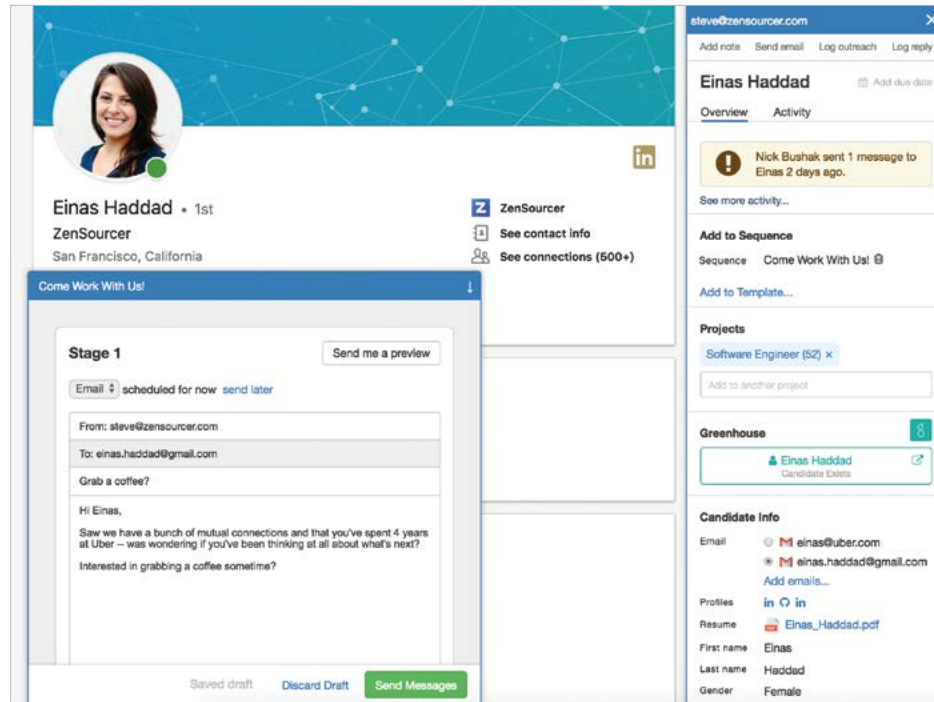 Einas Haddad • 1st
ZenSourcer
San Francisco, California
in
Z ZenSourcer
See contact info
See connections (500+)
Come Work With Us! ↓
Stage 1
Send me a preview
Email scheduled for now send later
From: steve@zensourcer.com
To: einas.haddad@gmail.com
Grab a coffee?
Hi Einas,
Saw we have a bunch of mutual connections and that you've spent 4 years
at Uber -- was wondering if you've been thinking at all about what's next?
Interested in grabbing a coffee sometime?
Saved draft Discard Draft Send Messages
steve@zensourcer.com ×
Add note Send email Log outreach Log reply
Einas Haddad Add due date
Overview Activity
Nick Bushak sent 1 message to
Einas 2 days ago.
See more activity...
Add to Sequence
Sequence Come Work With Us!
Add to Template...
Projects
Software Engineer (52) ×
Add to another project
Greenhouse
Einas Haddad
Candidate Exists
Candidate Info
Email einas@uber.com
einas.haddad@gmail.com
Add emails...
Profiles in in
Resume Einas_Haddad.pdf
First name Einas
Last name Haddad
Gender Female